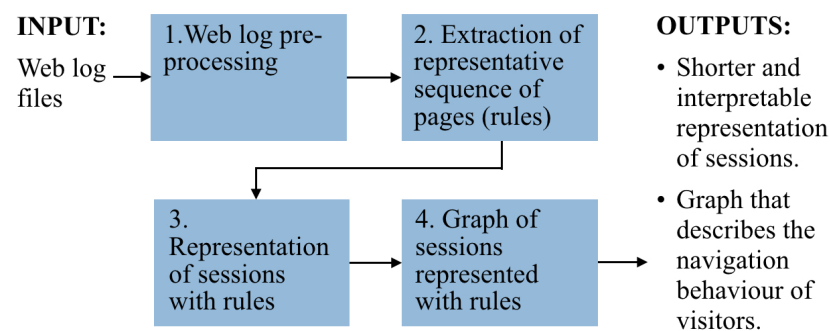 INPUT:
Web log
files
1.Web log pre-
processing
2. Extraction of
representative
sequence of
pages (rules)
3.
Representation
of sessions
with rules
4. Graph of
sessions
represented
with rules
OUTPUTS:
• Shorter and
interpretable
representation
of sessions.
• Graph that
describes the
navigation
behaviour of
visitors.